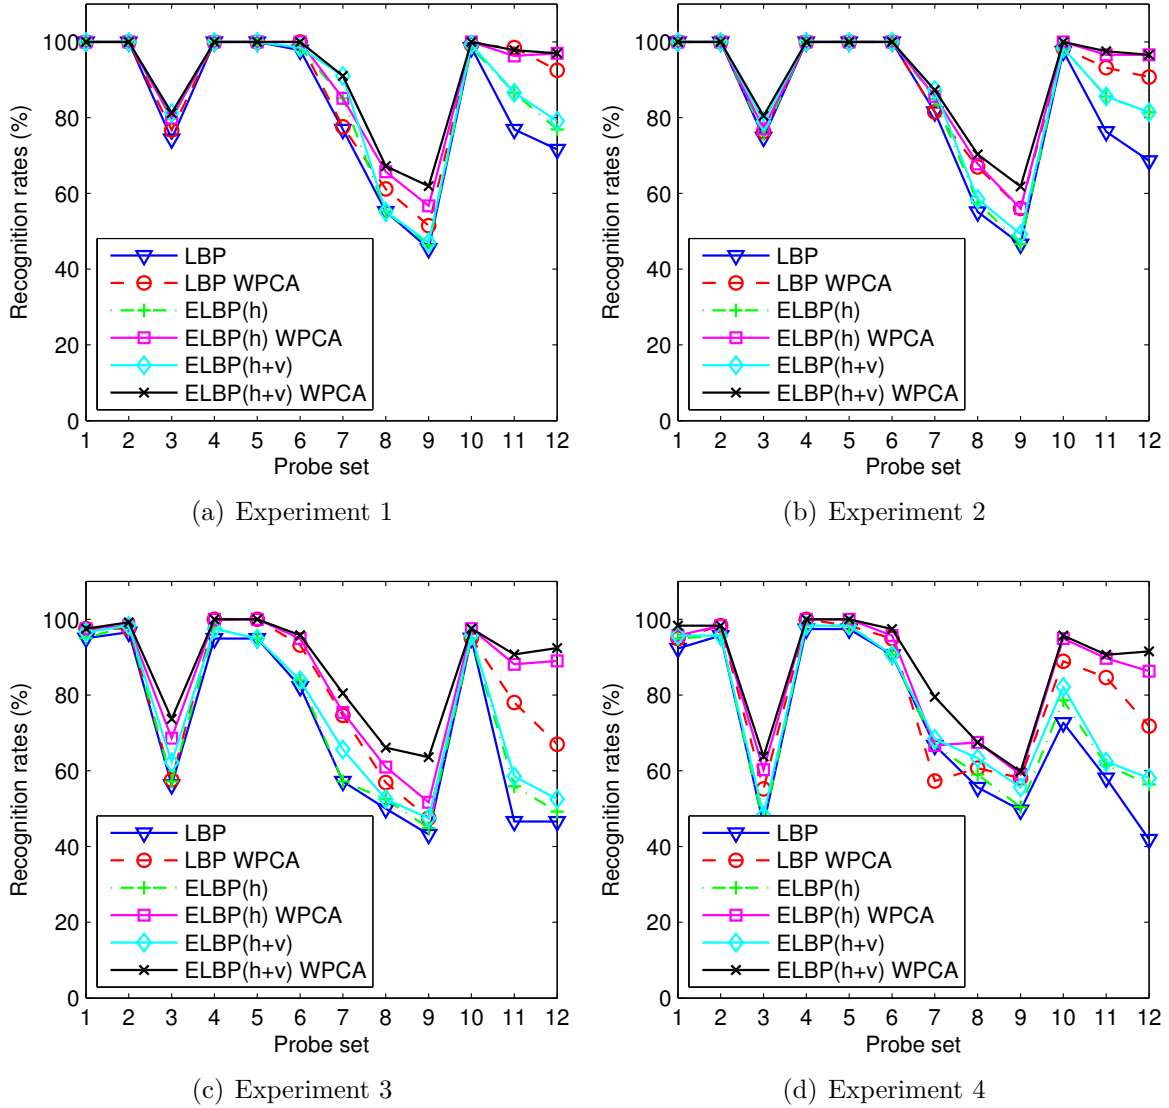 100
80
60
40
20
0
Recognition rates (%)
LBP
LBP WPCA
ELBP(h)
ELBP(h) WPCA
ELBP(h+v)
ELBP(h+v) WPCA
1 2 3 4 5 6 7 8 9 10 11 12
Probe set
(a) Experiment 1
100
80
60
40
20
0
Recognition rates (%)
LBP
LBP WPCA
ELBP(h)
ELBP(h) WPCA
ELBP(h+v)
ELBP(h+v) WPCA
1 2 3 4 5 6 7 8 9 10 11 12
Probe set
(b) Experiment 2
100
80
60
40
20
0
Recognition rates (%)
LBP
LBP WPCA
ELBP(h)
ELBP(h) WPCA
ELBP(h+v)
ELBP(h+v) WPCA
1 2 3 4 5 6 7 8 9 10 11 12
Probe set
(c) Experiment 3
100
80
60
40
20
0
Recognition rates (%)
LBP
LBP WPCA
ELBP(h)
ELBP(h) WPCA
ELBP(h+v)
ELBP(h+v) WPCA
1 2 3 4 5 6 7 8 9 10 11 12
Probe set
(d) Experiment 4